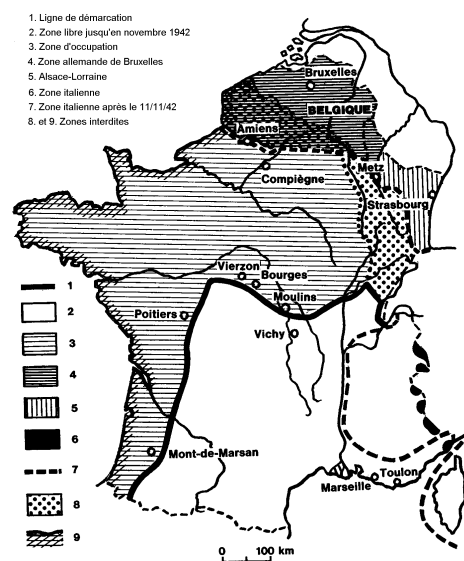 1. Ligne de démarcation
2. Zone libre jusqu'en novembre 1942
3. Zone d'occupation
4. Zone allemande de Bruxelles
5. Alsace-Lorraine
6. Zone italienne
7. Zone italienne après le 11/11/42
8. et 9. Zones interdites
Bruxelles
BELGIQUE
Amiens
Compiègne
Metz
Strasbourg
Vierzon
Bourges
Moulins
Poitiers
Vichy
Mont-de-Marsan
Marseille
Toulon
1
2
3
4
5
6
7
8
9
0 100 km